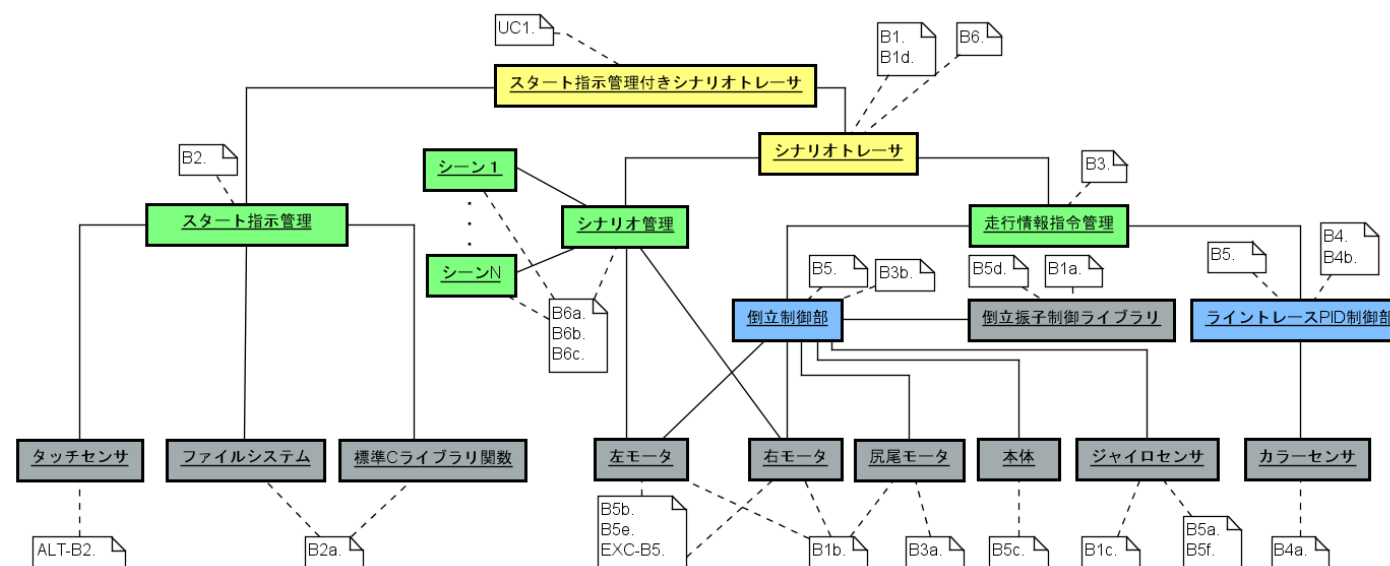 UC1.
B1.
B1d.
B6.
スタート指示管理付きシナリオトレーサ
シナリオトレーサ
B2.
シーン１
B3.
スタート指示管理
シナリオ管理
走行情報指令管理
・
・
・
シーンN
B5.
B3b.
B5d.
B1a.
B5.
B4.
B4b.
B6a.
B6b.
B6c.
倒立制御部
倒立振子制御ライブラリ
ライントレースPID制御部
タッチセンサ
ファイルシステム
標準Cライブラリ関数
左モータ
右モータ
尻尾モータ
本体
ジャイロセンサ
カラーセンサ
ALT-B2.
B2a.
B5b.
B5e.
EXC-B5.
B1b.
B3a.
B5c.
B1c.
B5a.
B5f.
B4a.